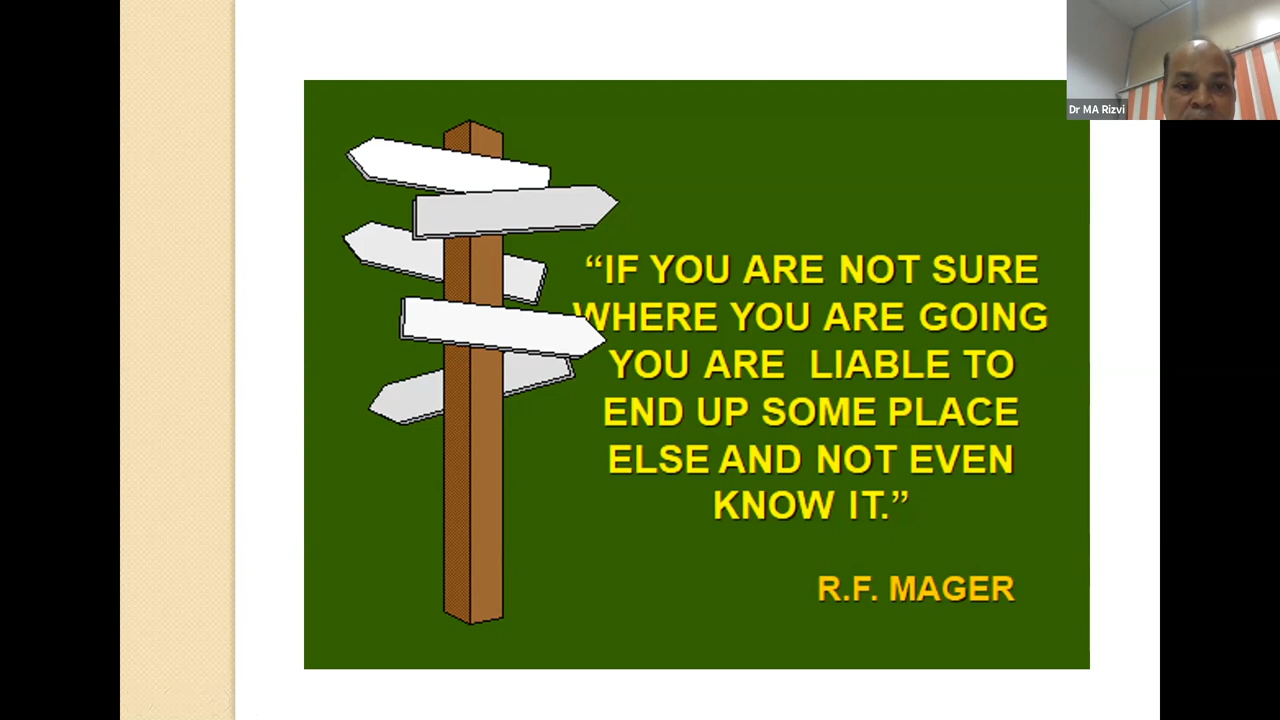 Dr MA Rizvi
“IF YOU ARE NOT SURE
WHERE YOU ARE GOING
YOU ARE LIABLE TO
END UP SOME PLACE
ELSE AND NOT EVEN
KNOW IT.”
R.F. MAGER